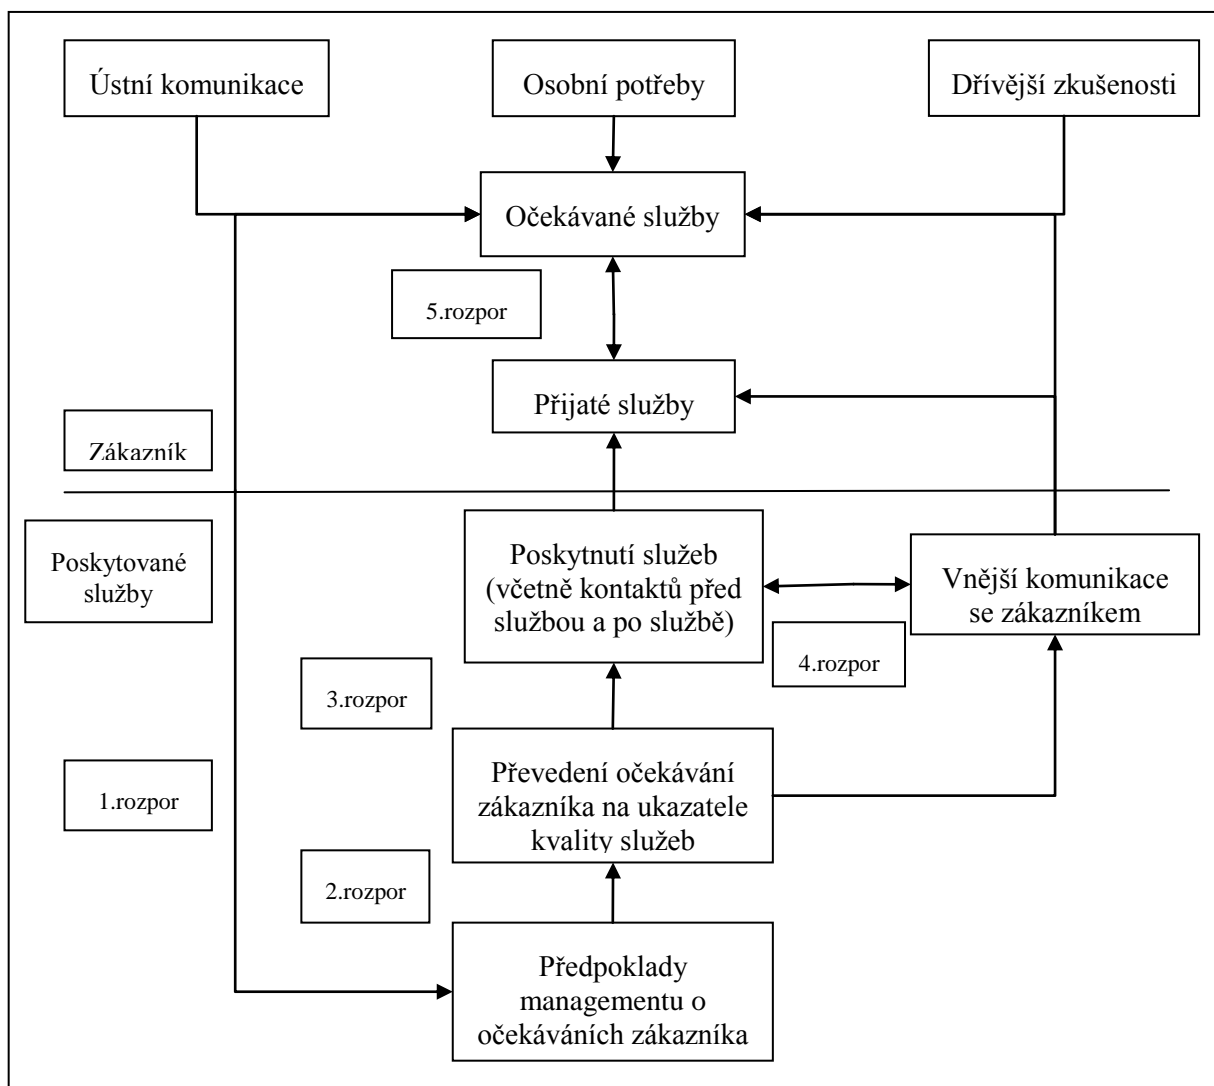 Ústní komunikace
Osobní potřeby
Dřívější zkušenosti
Očekávané služby
5.rozpor
Přijaté služby
Zákazník
Poskytované
služby
Poskytnutí služeb
(včetně kontaktů před
službou a po službě)
Vnější komunikace
se zákazníkem
4.rozpor
3.rozpor
1.rozpor
Převedení očekávání
zákazníka na ukazatele
kvality služeb
2.rozpor
Předpoklady
managementu o
očekáváních zákazníka